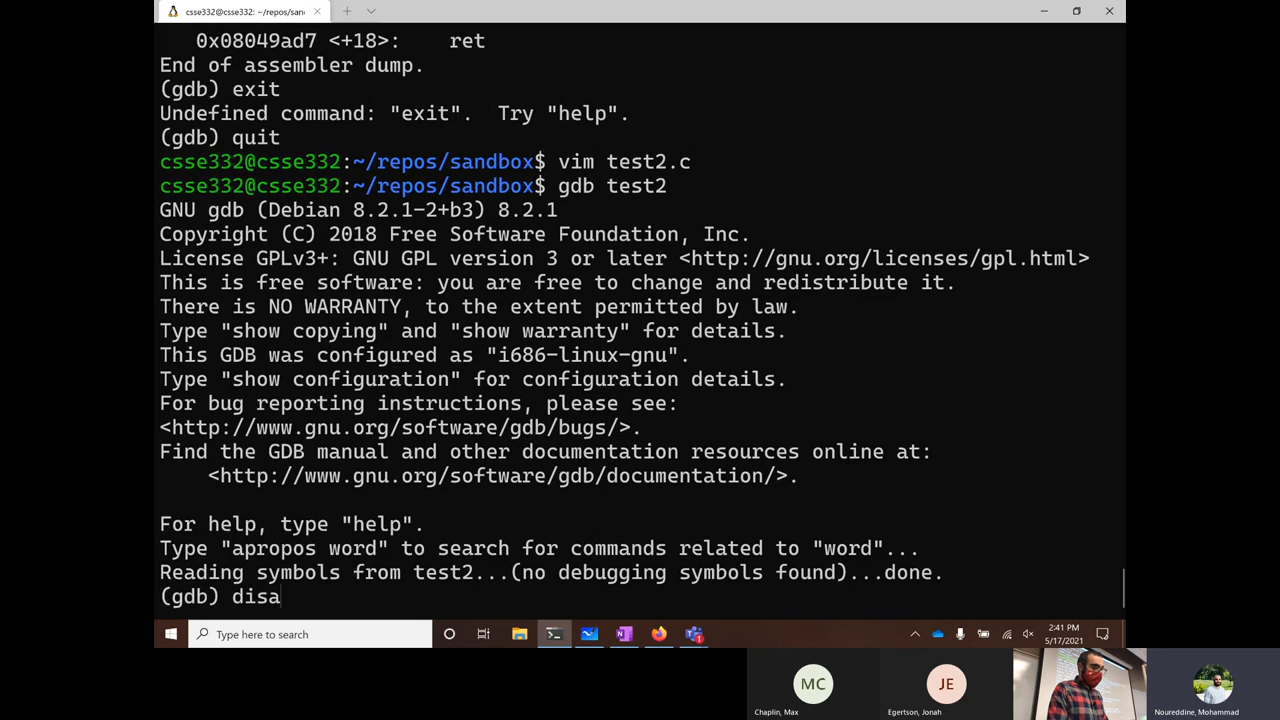 csse332@csse332: ~/repos/san
0x08049ad7 <+18>: ret
End of assembler dump.
(gdb) exit
Undefined command: "exit". Try "help".
(gdb) quit
csse332@csse332:~/repos/sandbox$ vim test2.c
csse332@csse332:~/repos/sandbox$ gdb test2
GNU gdb (Debian 8.2.1-2+b3) 8.2.1
Copyright (C) 2018 Free Software Foundation, Inc.
License GPLv3+: GNU GPL version 3 or later <http://gnu.org/licenses/gpl.html>
This is free software: you are free to change and redistribute it.
There is NO WARRANTY, to the extent permitted by law.
Type "show copying" and "show warranty" for details.
This GDB was configured as "i686-linux-gnu".
Type "show configuration" for configuration details.
For bug reporting instructions, please see:
<http://www.gnu.org/software/gdb/bugs/>.
Find the GDB manual and other documentation resources online at:
<http://www.gnu.org/software/gdb/documentation/>.
For help, type "help".
Type "apropos word" to search for commands related to "word"...
Reading symbols from test2...(no debugging symbols found)...done.
(gdb) disa
Type here to search
2:41 PM
5/17/2021
MC
JE
Chaplin, Max
Egertson, Jonah
Noureddine, Mohammad